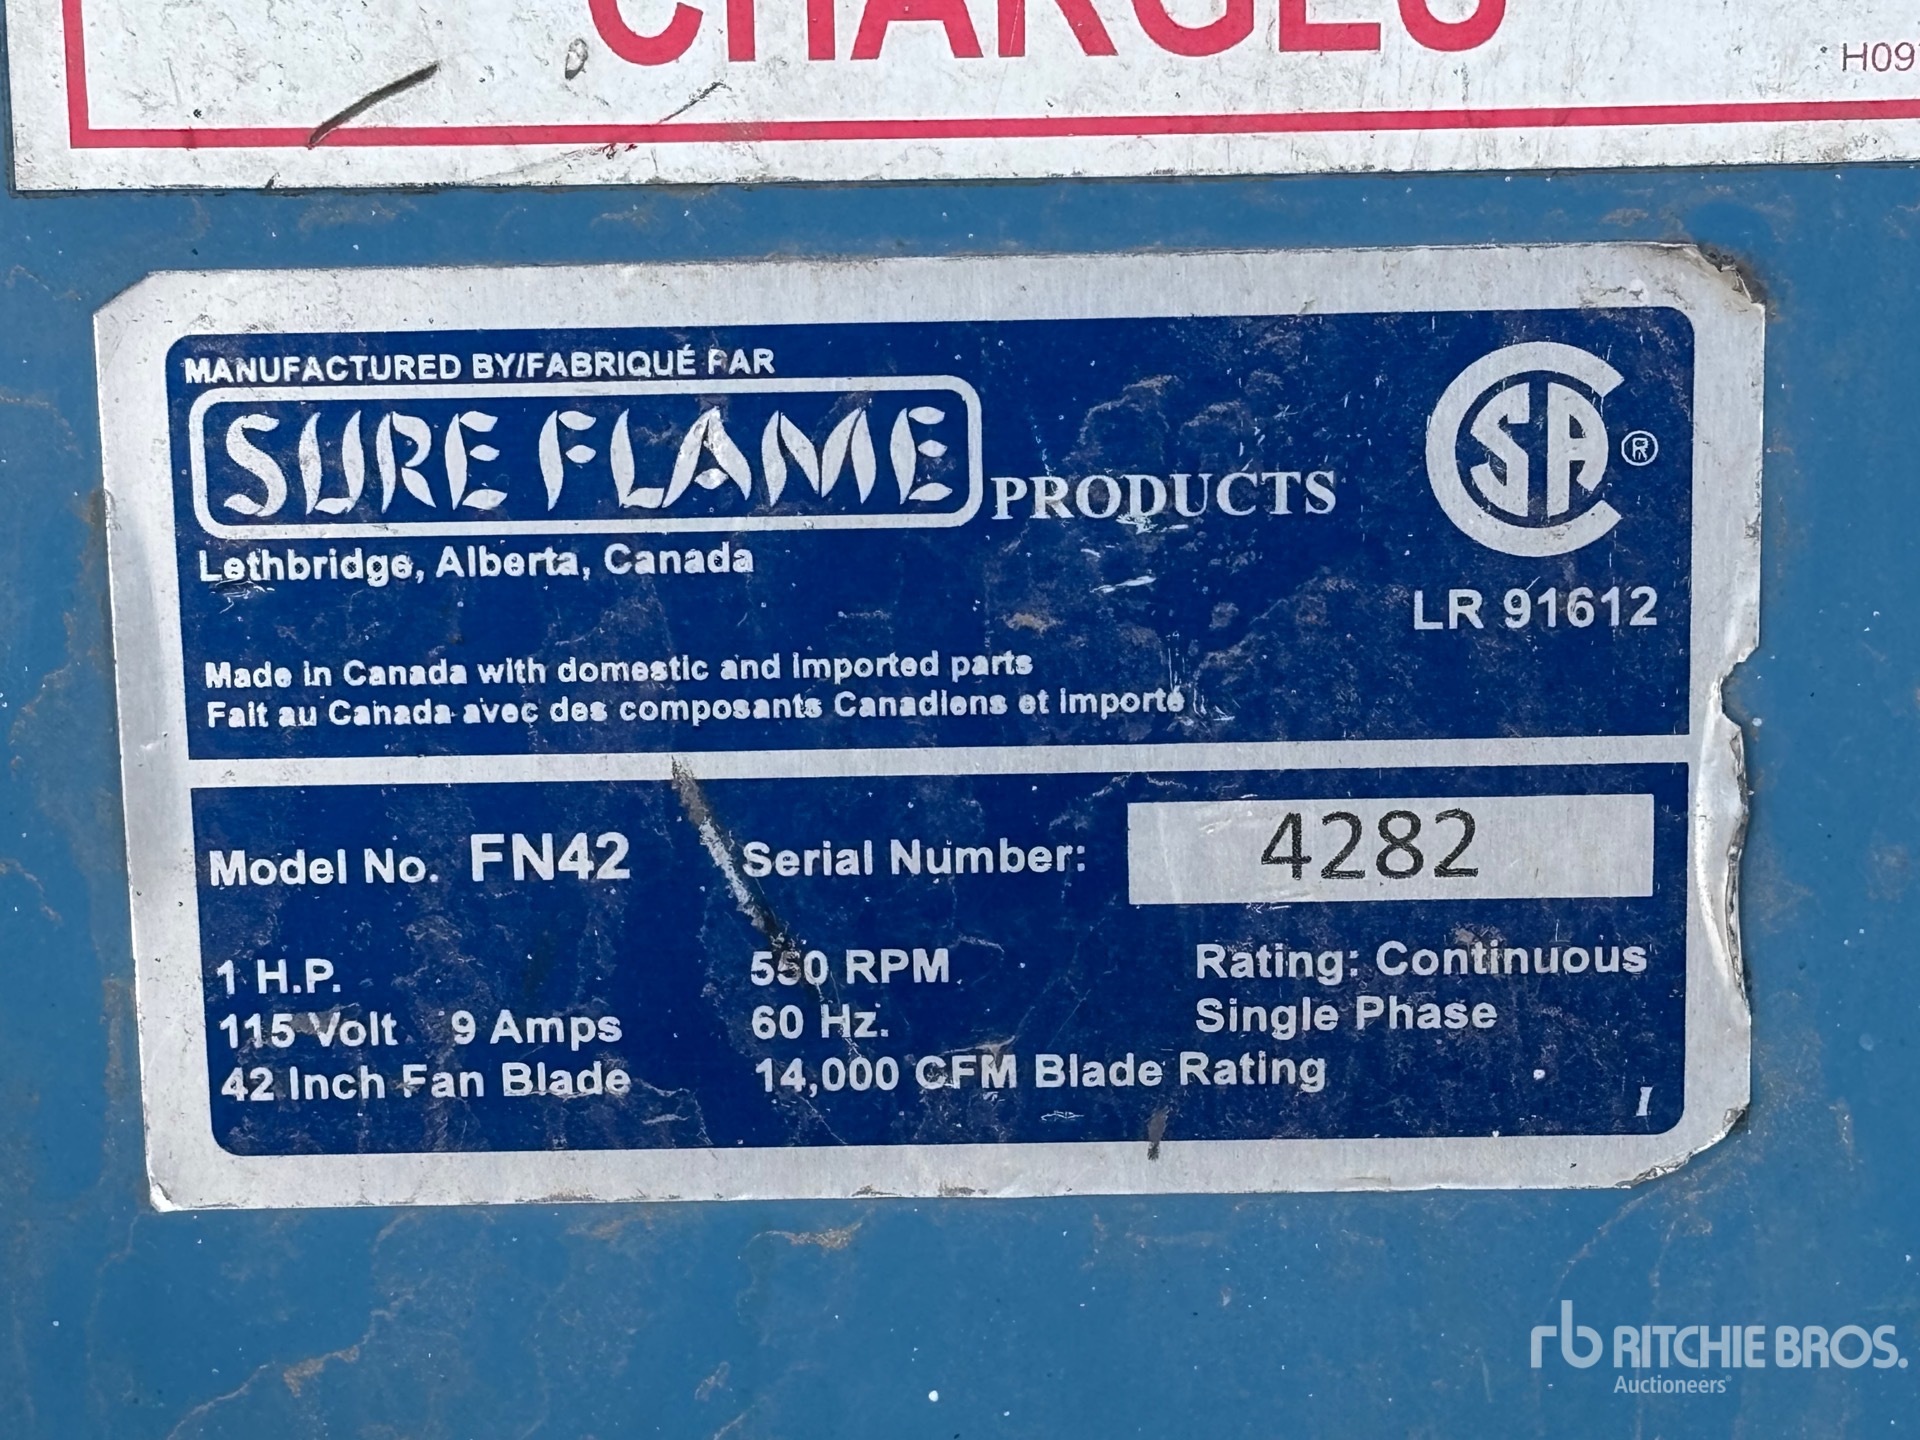 CHARGES
H09
MANUFACTURED BY/FABRIQUÉ PAR
SURE FLAME PRODUCTS
CSA ®
Lethbridge, Alberta, Canada
LR 91612
Made in Canada with domestic and imported parts
Fait au Canada avec des composants Canadiens et importé
Model No. FN42 Serial Number: 4282
1 H.P. 550 RPM Rating: Continuous
115 Volt 9 Amps 60 Hz. Single Phase
42 Inch Fan Blade 14,000 CFM Blade Rating
I
rb RITCHIE BROS.
Auctioneers